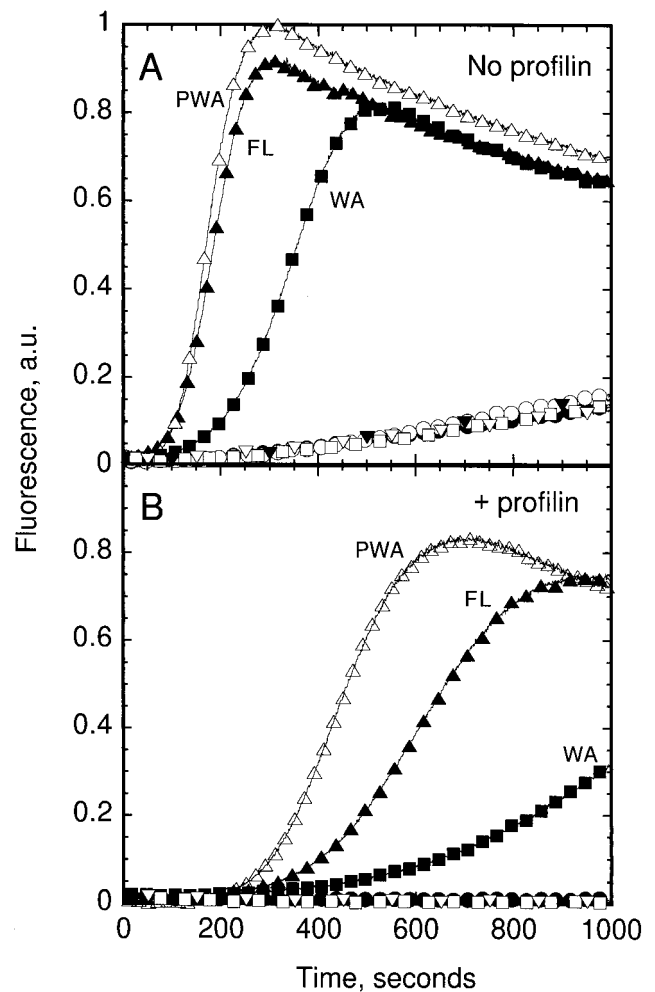 1
A
No profilin
PWA
0.8
FL
WA
0.6
0.4
0.2
0
Fluorescence, a.u.
B
+ profilin
PWA
0.8
FL
0.6
0.4
WA
0.2
0
0 200 400 600 800 1000
Time, seconds